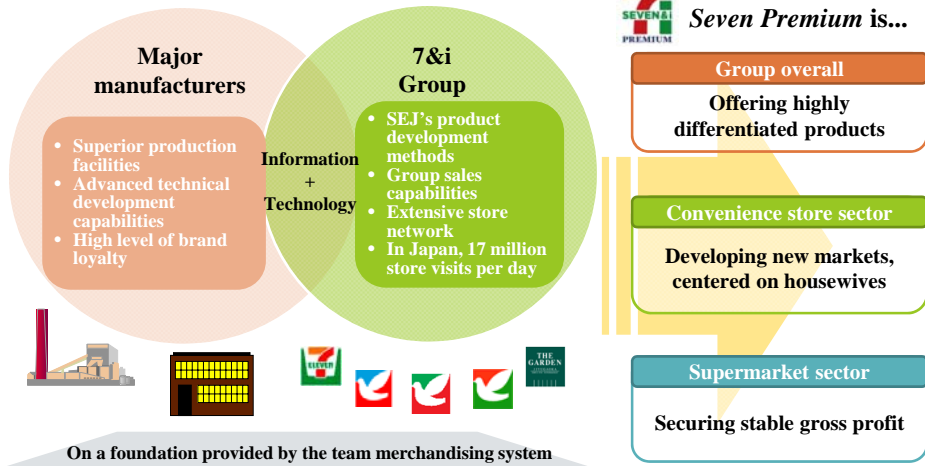 Major
manufacturers
• Superior production
facilities
• Advanced technical
development
capabilities
• High level of brand
loyalty
Information
+
Technology
7&i
Group
• SEJ's product
development
methods
• Group sales
capabilities
• Extensive store
network
• In Japan, 17 million
store visits per day
7
ELEVEN
THE
GARDEN
On a foundation provided by the team merchandising system
7
SEVEN&i
PREMIUM
Seven Premium is...
Group overall
Offering highly
differentiated products
Convenience store sector
Developing new markets,
centered on housewives
Supermarket sector
Securing stable gross profit